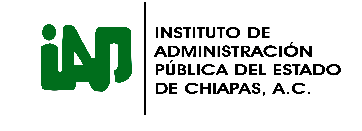 iAP
INSTITUTO DE
ADMINISTRACIÓN
PÚBLICA DEL ESTADO
DE CHIAPAS, A.C.